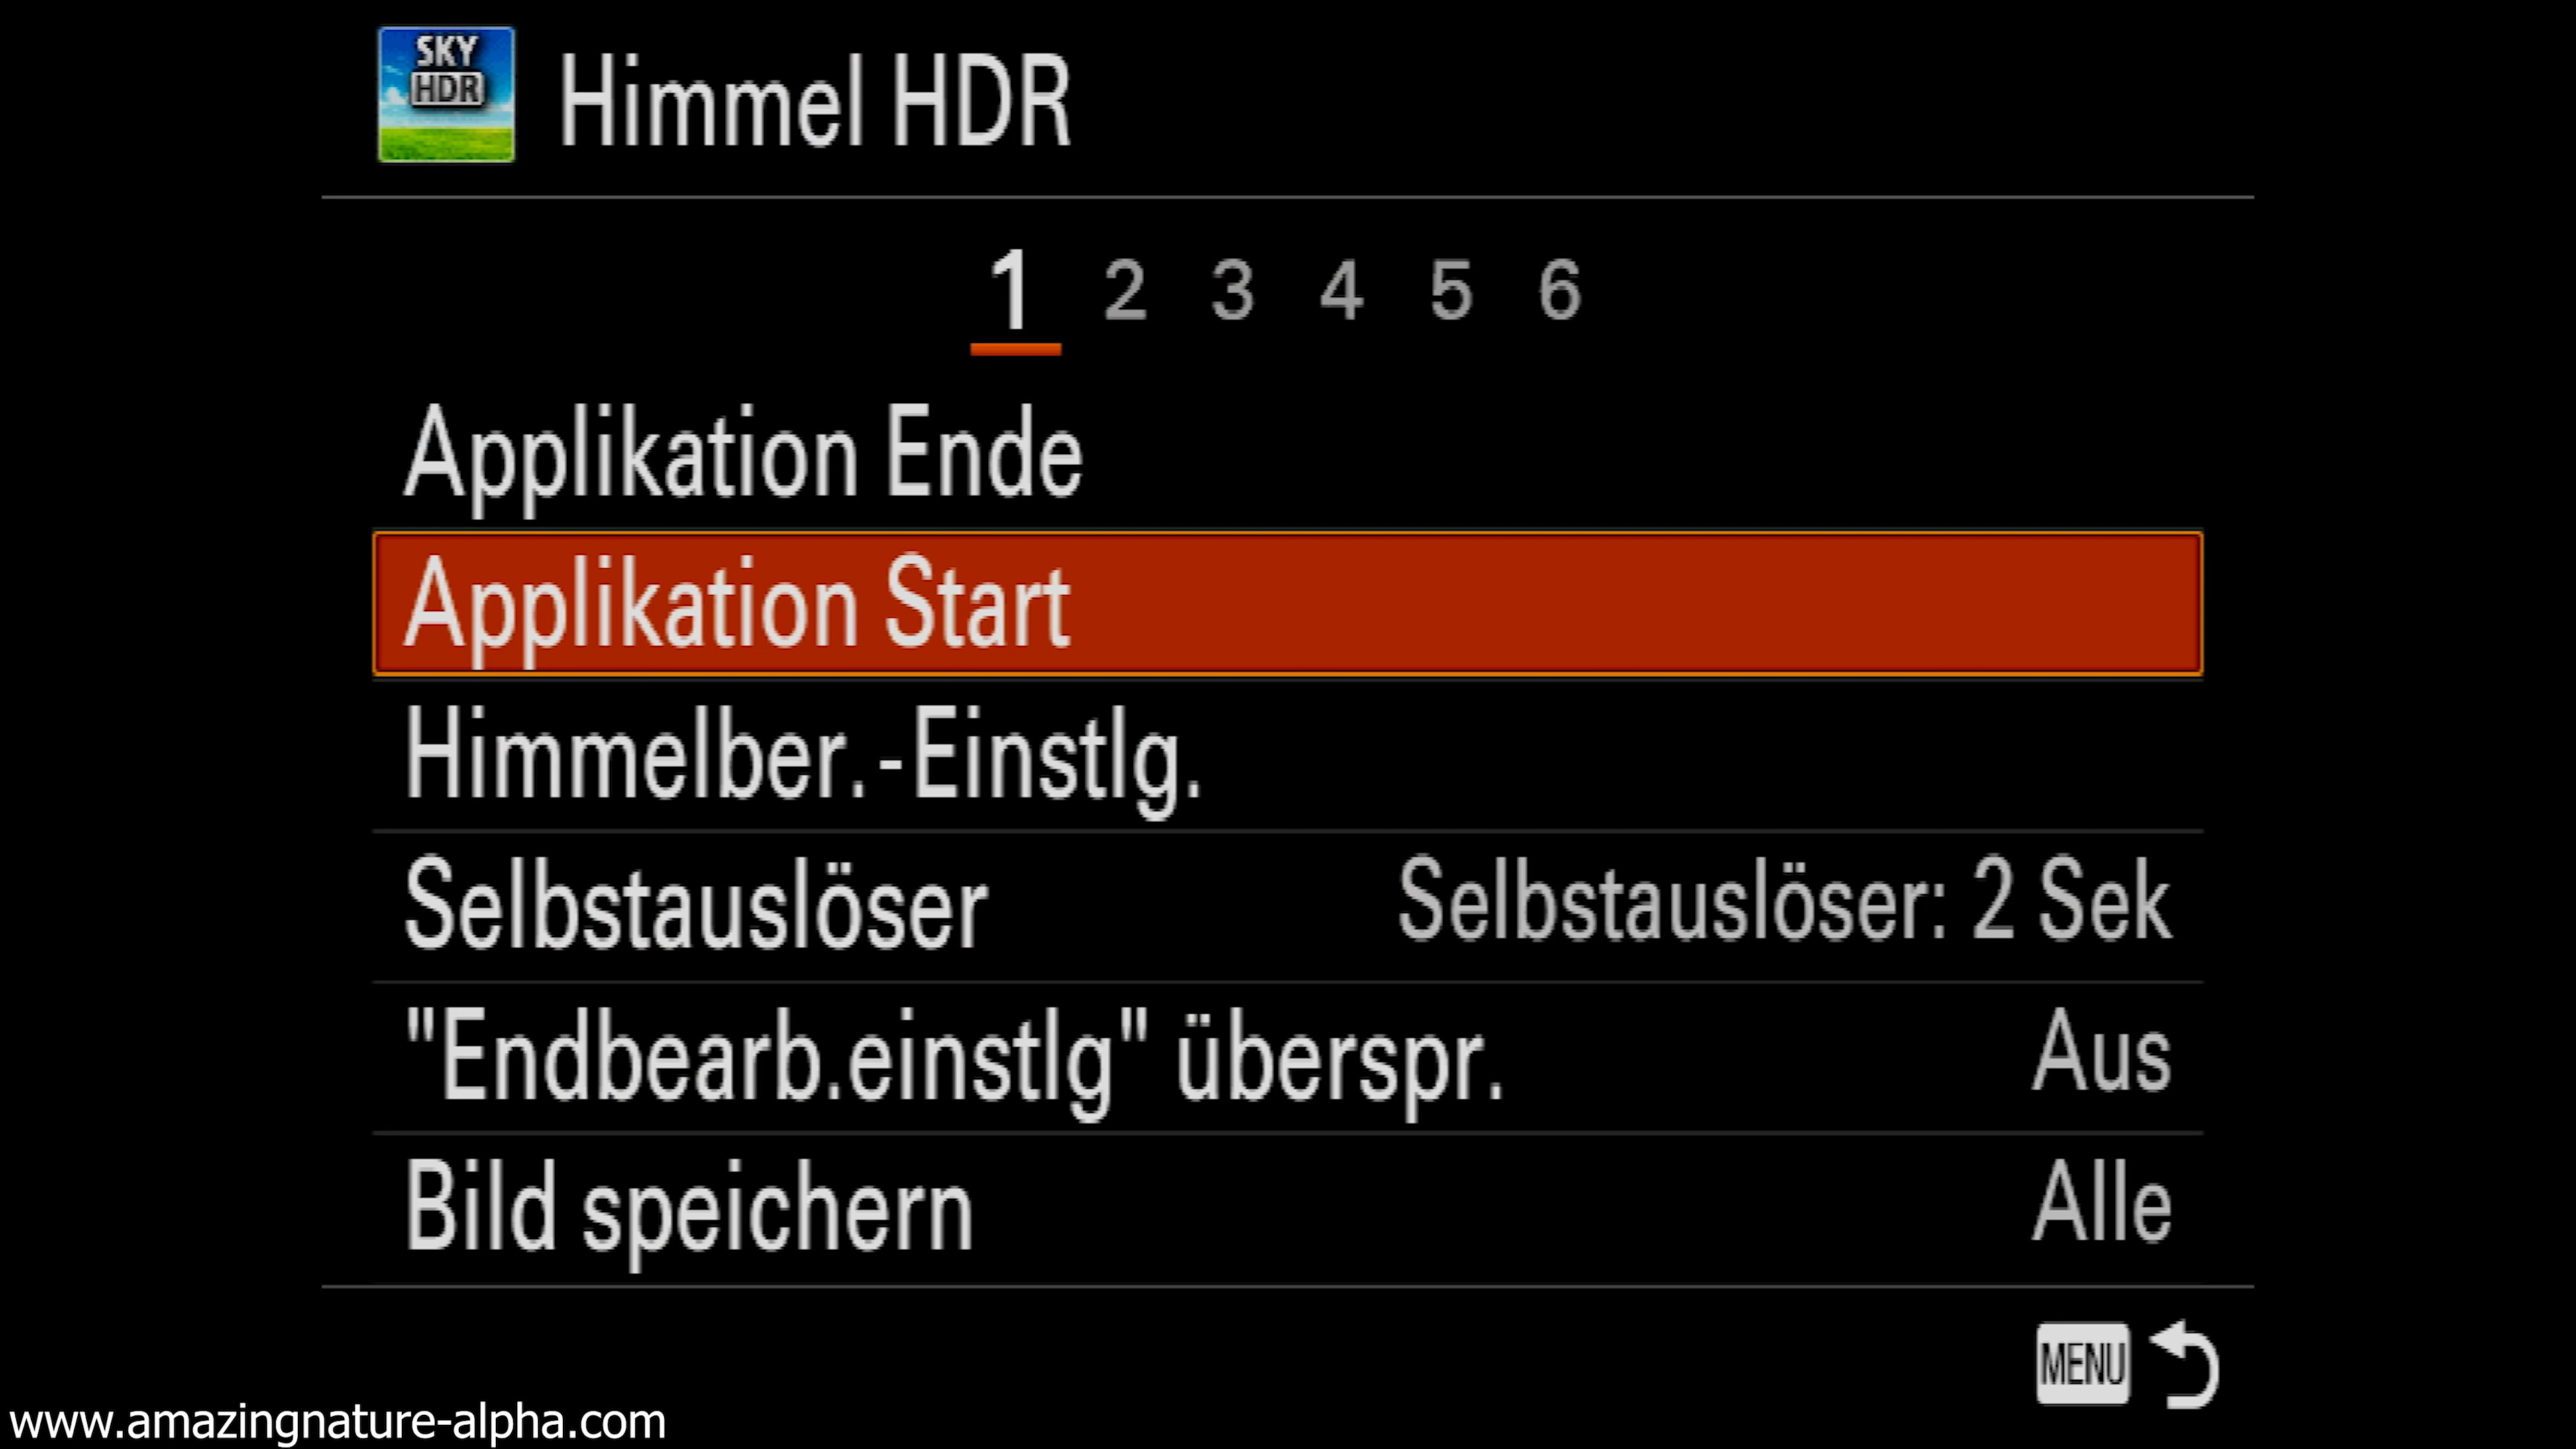 SKY
HDR
Himmel HDR
1 2 3 4 5 6
Applikation Ende
Applikation Start
Himmelber.-Einstlg.
Selbstauslöser Selbstauslöser: 2 Sek
"Endbearb.einstlg" überspr. Aus
Bild speichern Alle
MENU
www.amazingnature-alpha.com